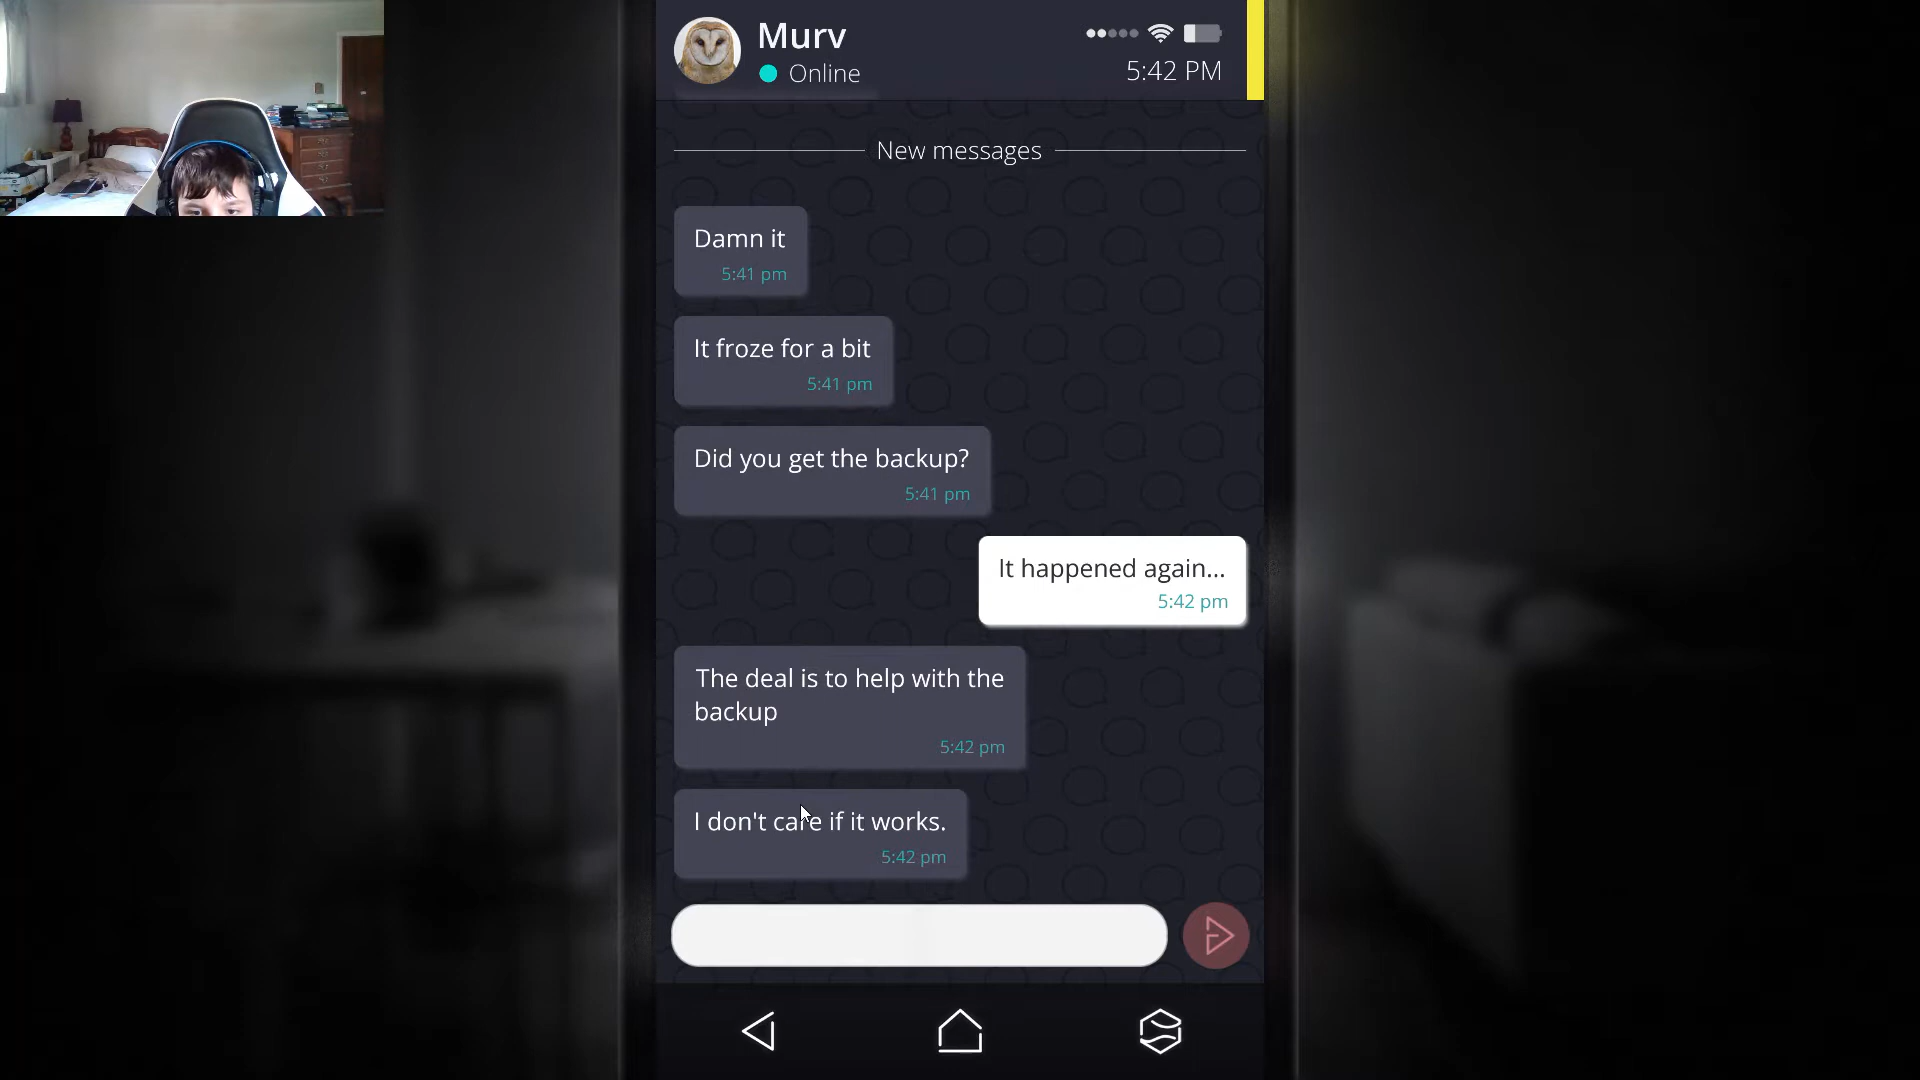 Murv
Online
5:42 PM
New messages
Damn it
5:41 pm
It froze for a bit
5:41 pm
Did you get the backup?
5:41 pm
It happened again...
5:42 pm
The deal is to help with the
backup
5:42 pm
I don't care if it works.
5:42 pm